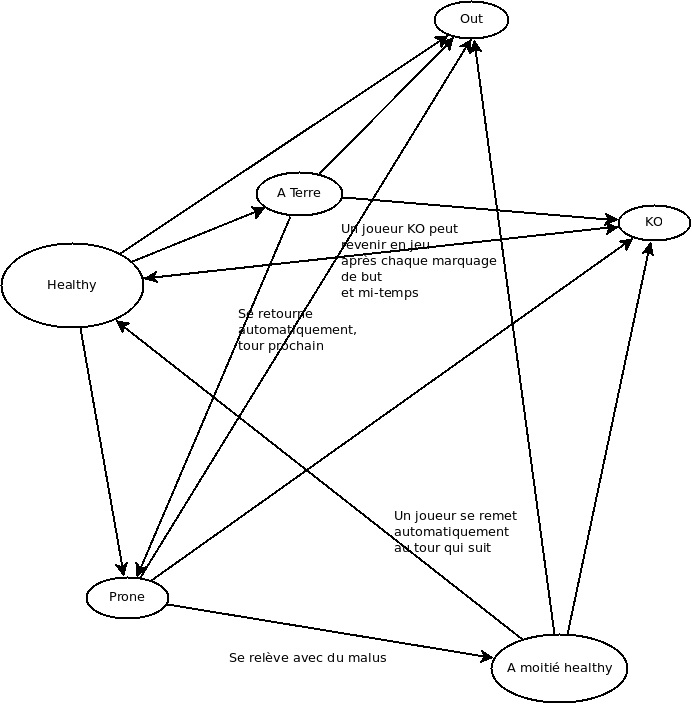 Out
A Terre
KO
Un joueur KO peut
revenir en jeu
après chaque marquage
de but
et mi-temps
Healthy
Se retourne
automatiquement,
tour prochain
Un joueur se remet
automatiquement
au tour qui suit
Prone
Se relève avec du malus
A moitié healthy